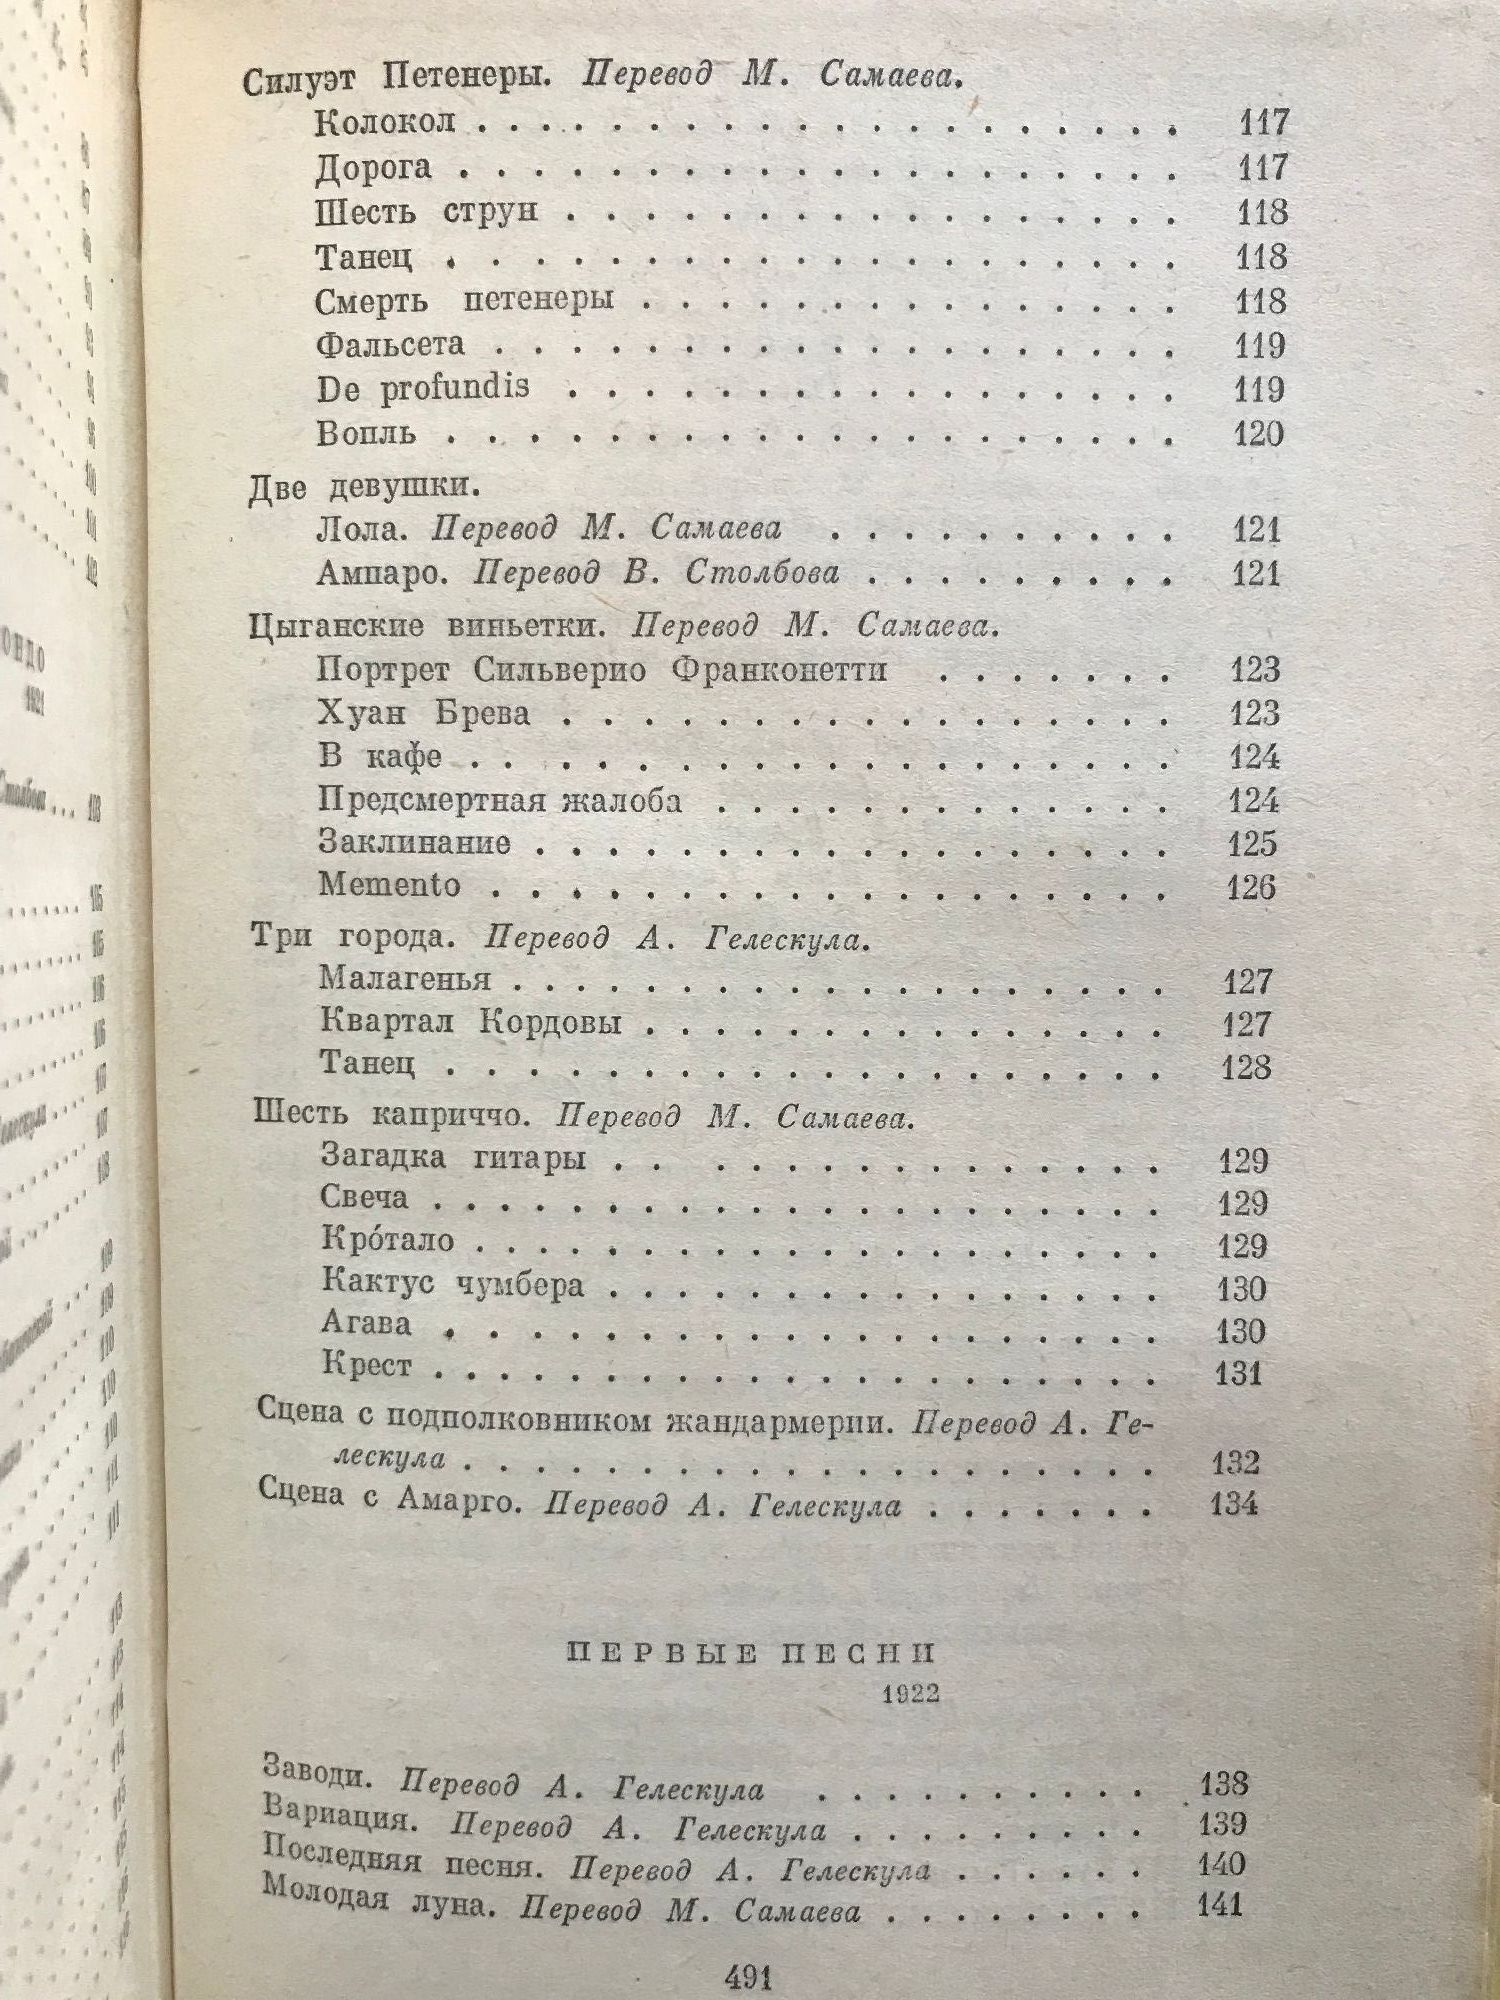 Силуэт Петенеры. Перевод М. Самаева.
Колокол . . . . . . . . . . . . . . . . . . . 117
Дорога . . . . . . . . . . . . . . . . . . . 117
Шесть струн . . . . . . . . . . . . . . . . 118
Танец . . . . . . . . . . . . . . . . . . . 118
Смерть петенеры . . . . . . . . . . . . . . 118
Фальсета . . . . . . . . . . . . . . . . . . 119
De profundis . . . . . . . . . . . . . . . . 119
Вопль . . . . . . . . . . . . . . . . . . . 120
Две девушки.
Лола. Перевод М. Самаева . . . . . . . . . . 121
Ампаро. Перевод В. Столбова . . . . . . . . . 121
Цыганские виньетки. Перевод М. Самаева.
Портрет Сильверио Франконетти . . . . . . . 123
Хуан Брева . . . . . . . . . . . . . . . . 123
В кафе . . . . . . . . . . . . . . . . . . 124
Предсмертная жалоба . . . . . . . . . . . . 124
Заклинание . . . . . . . . . . . . . . . . . 125
Memento . . . . . . . . . . . . . . . . . . 126
Три города. Перевод А. Гелескула.
Малагенья . . . . . . . . . . . . . . . . . 127
Квартал Кордовы . . . . . . . . . . . . . . 127
Танец . . . . . . . . . . . . . . . . . . . 128
Шесть каприччо. Перевод М. Самаева.
Загадка гитары . . . . . . . . . . . . . . 129
Свеча . . . . . . . . . . . . . . . . . . . 129
Кро́тало . . . . . . . . . . . . . . . . . . 129
Кактус чумбера . . . . . . . . . . . . . . . 130
Агава . . . . . . . . . . . . . . . . . . . 130
Крест . . . . . . . . . . . . . . . . . . . 131
Сцена с подполковником жандармерии. Перевод А. Ге-
лескула . . . . . . . . . . . . . . . . . . 132
Сцена с Амарго. Перевод А. Гелескула . . . . . . . 134
ПЕРВЫЕ ПЕСНИ
1922
Заводи. Перевод А. Гелескула . . . . . . . . . . 138
Вариация. Перевод А. Гелескула . . . . . . . . . 139
Последняя песня. Перевод А. Гелескула . . . . . . 140
Молодая луна. Перевод М. Самаева . . . . . . . . 141
491